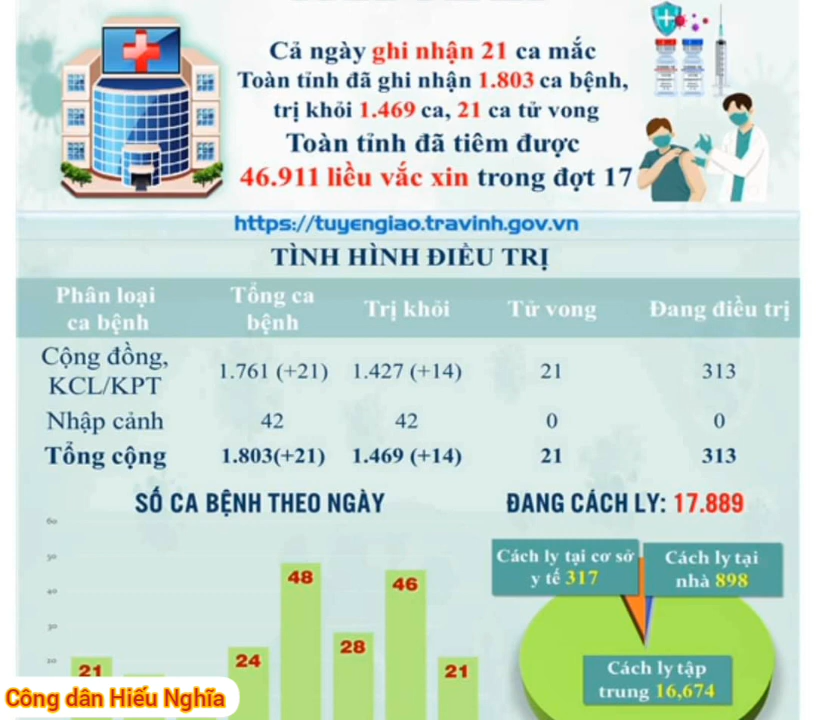 Cả ngày ghi nhận 21 ca mắc
Toàn tỉnh đã ghi nhận 1.803 ca bệnh,
trị khỏi 1.469 ca, 21 ca tử vong
Toàn tỉnh đã tiêm được
46.911 liều vắc xin trong đợt 17
https://tuyengiao.travinh.gov.vn
TÌNH HÌNH ĐIỀU TRỊ
Phân loại ca bệnh Tổng ca bệnh Trị khỏi Tử vong Đang điều trị
Cộng đồng, KCL/KPT 1.761 (+21) 1.427 (+14) 21 313
Nhập cảnh 42 42 0 0
Tổng cộng 1.803(+21) 1.469 (+14) 21 313
SỐ CA BỆNH THEO NGÀY
60
50
40
30
20
21 24 48 28 46 21
ĐANG CÁCH LY: 17.889
Cách ly tại cơ sở
y tế 317
Cách ly tại
nhà 898
Cách ly tập
trung 16,674
Công dân Hiếu Nghĩa